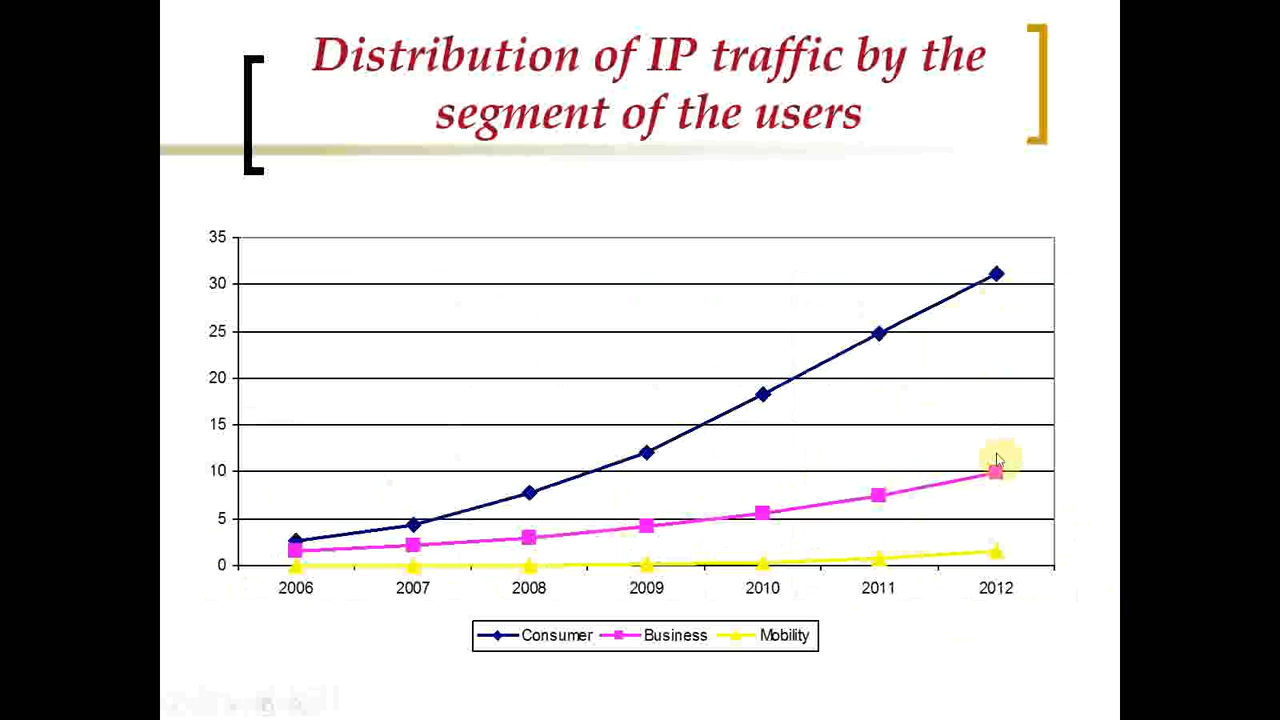 Distribution of IP traffic by the
segment of the users
35
30
25
20
15
10
5
0
2006 2007 2008 2009 2010 2011 2012
Consumer Business Mobility